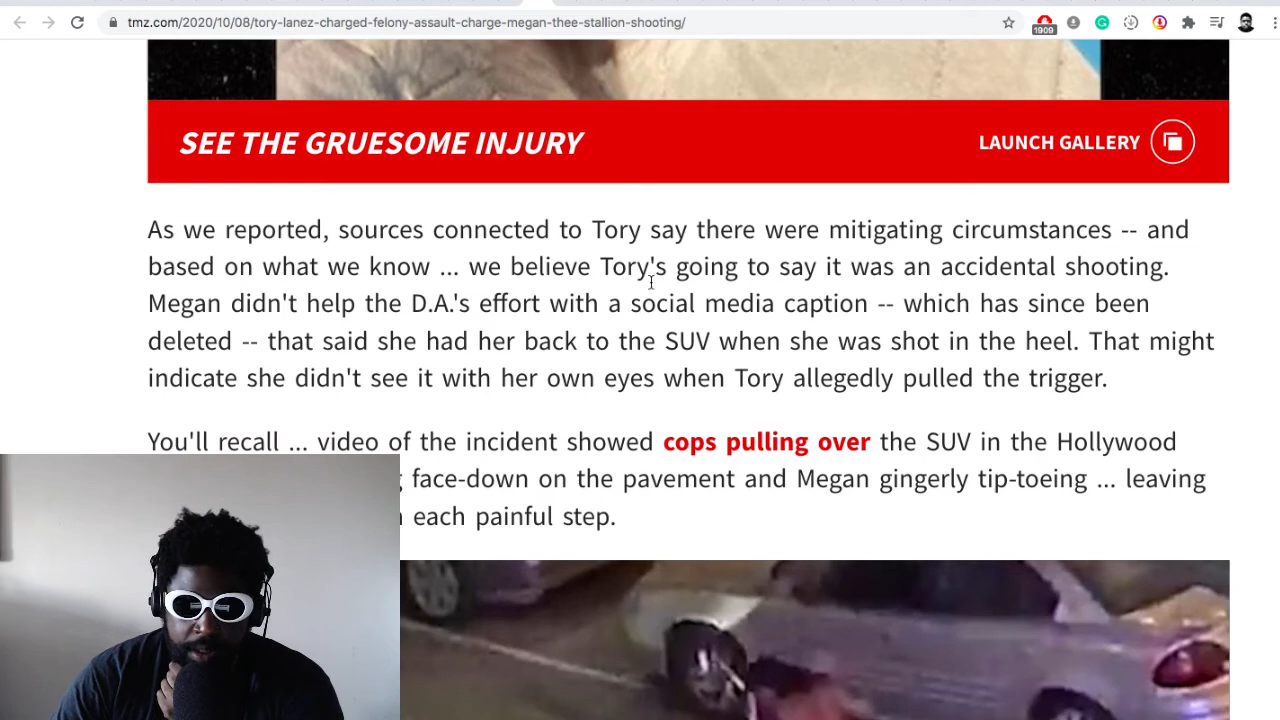 tmz.com/2020/10/08/tory-lanez-charged-felony-assault-charge-megan-thee-stallion-shooting/
1909
SEE THE GRUESOME INJURY
LAUNCH GALLERY
As we reported, sources connected to Tory say there were mitigating circumstances -- and
based on what we know ... we believe Tory's going to say it was an accidental shooting.
Megan didn't help the D.A.'s effort with a social media caption -- which has since been
deleted -- that said she had her back to the SUV when she was shot in the heel. That might
indicate she didn't see it with her own eyes when Tory allegedly pulled the trigger.
You'll recall ... video of the incident showed cops pulling over the SUV in the Hollywood
face-down on the pavement and Megan gingerly tip-toeing ... leaving
each painful step.